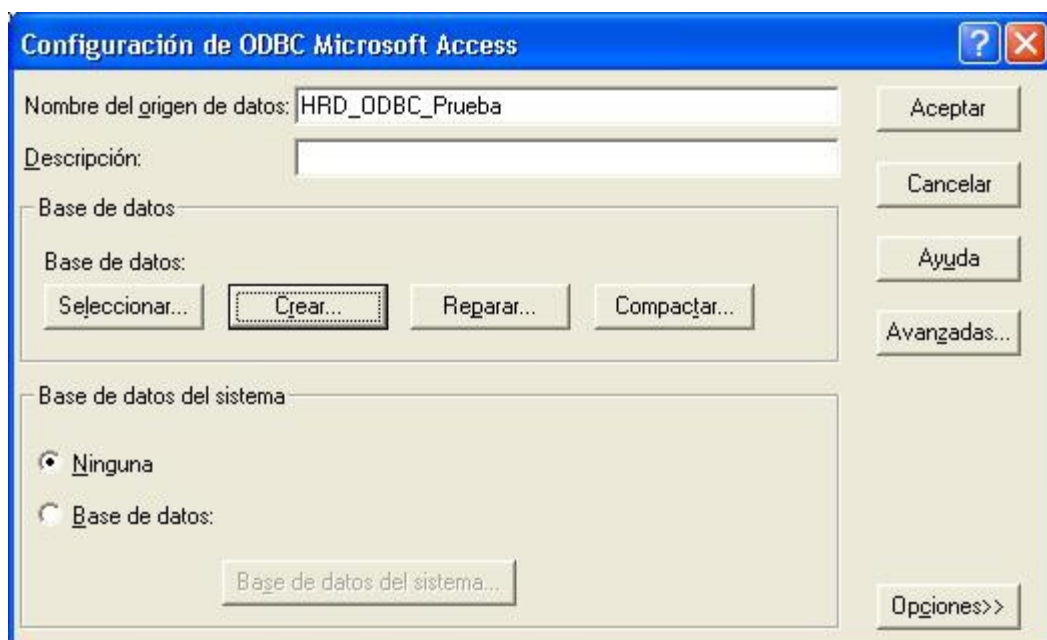 Configuración de ODBC Microsoft Access
Nombre del origen de datos: HRD_ODBC_Prueba
Aceptar
Descripción:
Cancelar
Base de datos
Base de datos:
Ayuda
Seleccionar... Crear... Reparar... Compactar...
Avanzadas...
Base de datos del sistema
Ninguna
Base de datos:
Base de datos del sistema...
Opciones>>